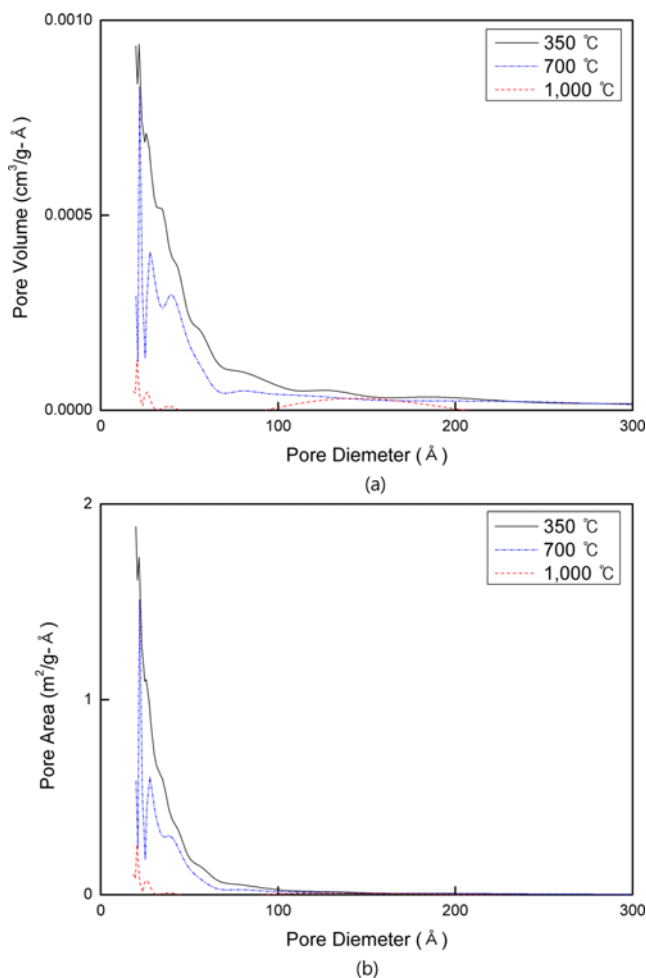 0.0010
350 ℃
700 ℃
1,000 ℃
Pore Volume (cm³/g-Å)
0.0005
0.0000
0 100 200 300
Pore Diemeter (Å)
(a)
2
350 ℃
700 ℃
1,000 ℃
Pore Area (m²/g-Å)
1
0
0 100 200 300
Pore Diemeter (Å)
(b)